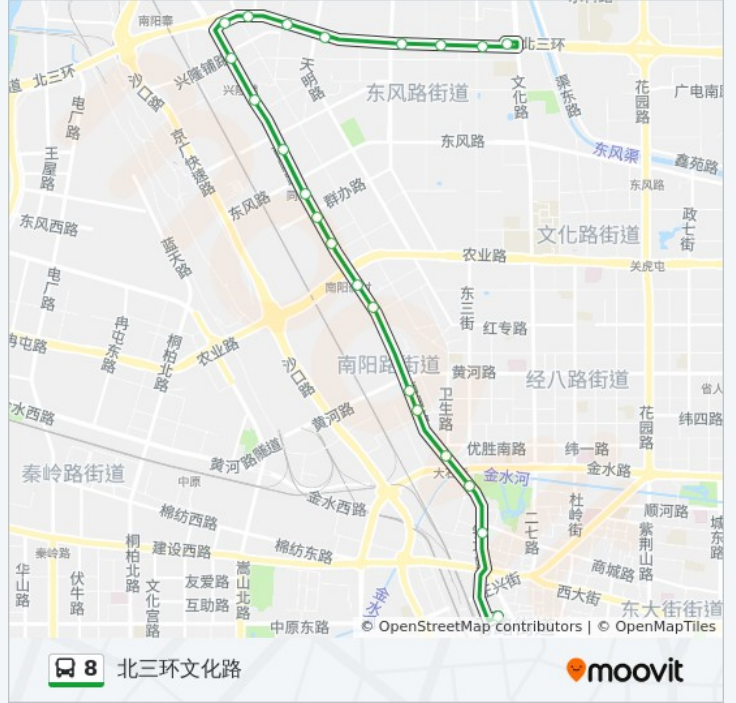 南阳寨
北三环
道
北三环
兴隆铺路
沙口路
天明路
东风路街道
文化路
渠东路
花园路
广电南路
电厂路
京广快速路
王屋路
东风路
东风渠
鑫苑路
东风路
群办路
东风路
政七街
东风西路
蓝天路
文化路街道
农业路
关虎屯
电厂路
东三街
冉屯东路
桐柏北路
红专路
冉屯路
农业路
沙口路
南阳路街道
黄河路
经八路街道
省人
卫生路
水西路
黄河路
花园路
纬四路
优胜南路
纬一路
黄河路隧道
金水河
金水路
秦岭路街道
中原
金水西路
棉纺西路
二七路
杜岭街
顺河路
紫荆山路
城东路
秦岭路
桐柏北路
建设西路
棉纺东路
华山路
伏牛路
文化宫路
友爱路
嵩山北路
互助路
商城路
西大街
金水
中原东路
东大街街道
© OpenStreetMap contributors | © OpenMapTiles
8 北三环文化路
moovit